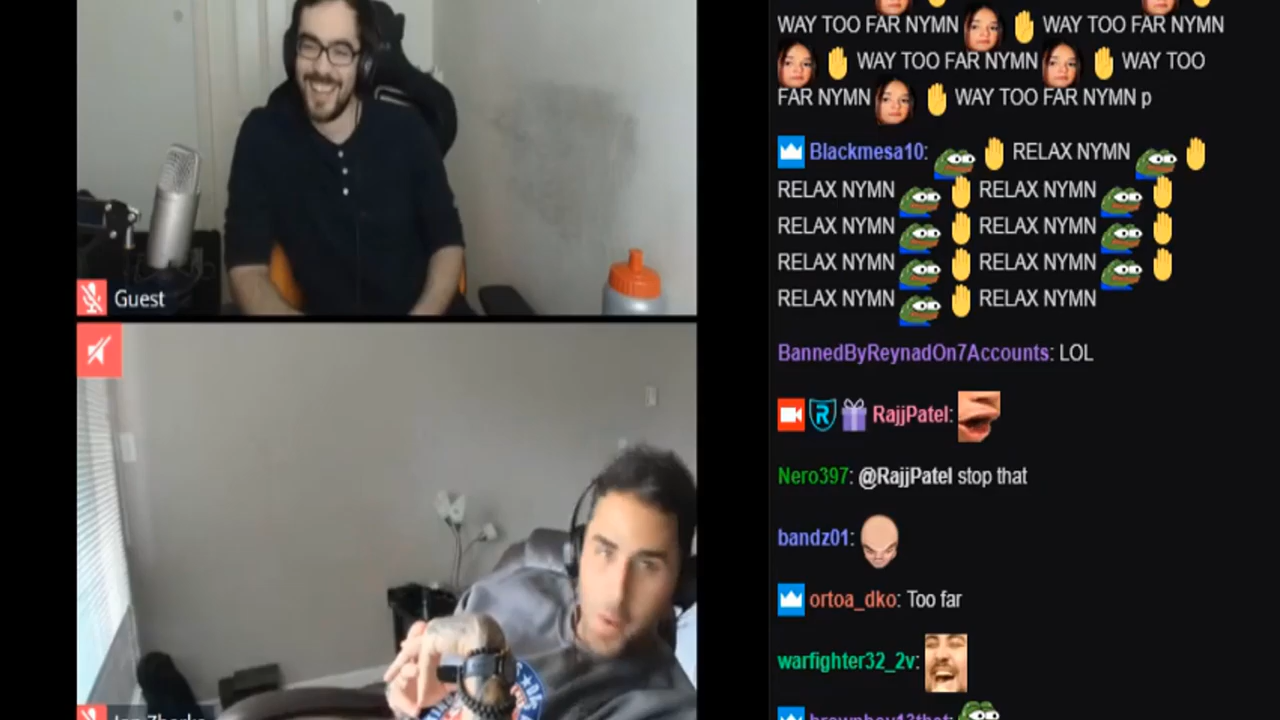 Guest
WAY TOO FAR NYMN WAY TOO FAR NYMN
WAY TOO FAR NYMN WAY TOO
FAR NYMN WAY TOO FAR NYMN p
Blackmesa10: RELAX NYMN
RELAX NYMN RELAX NYMN
RELAX NYMN RELAX NYMN
RELAX NYMN RELAX NYMN
RELAX NYMN RELAX NYMN
BannedByReynadOn7Accounts: LOL
RajjPatel:
Nero397: @RajjPatel stop that
bandz01:
ortoa_dko: Too far
warfighter32_2v: